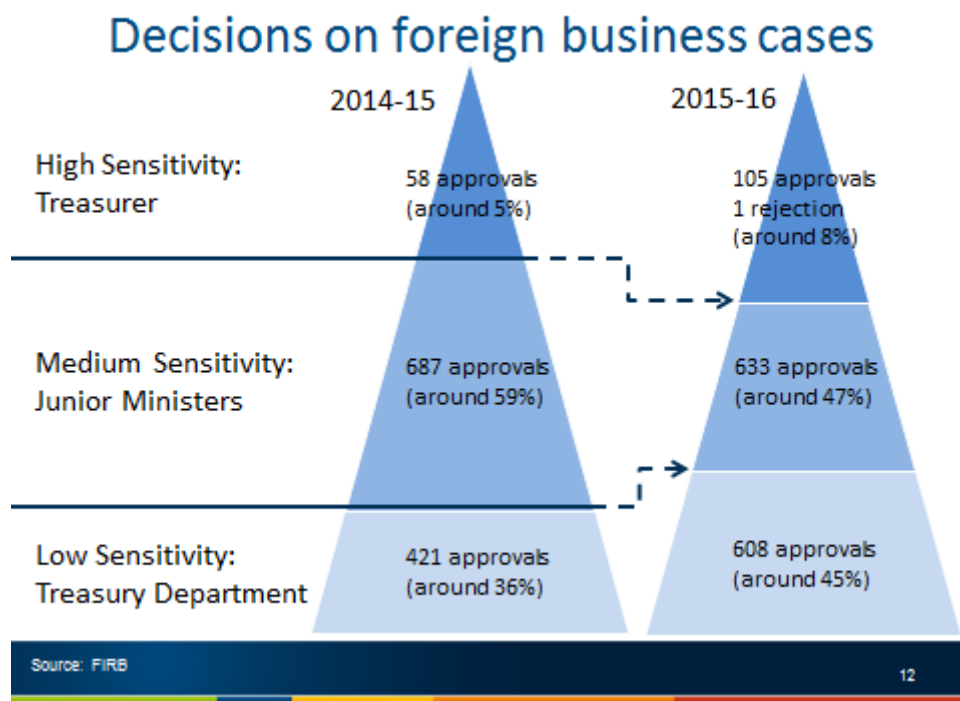 Decisions on foreign business cases
2014-15
2015-16
High Sensitivity:
Treasurer
58 approvals
(around 5%)
105 approvals
1 rejection
(around 8%)
Medium Sensitivity:
Junior Ministers
687 approvals
(around 59%)
633 approvals
(around 47%)
Low Sensitivity:
Treasury Department
421 approvals
(around 36%)
608 approvals
(around 45%)
Source: FIRB
12